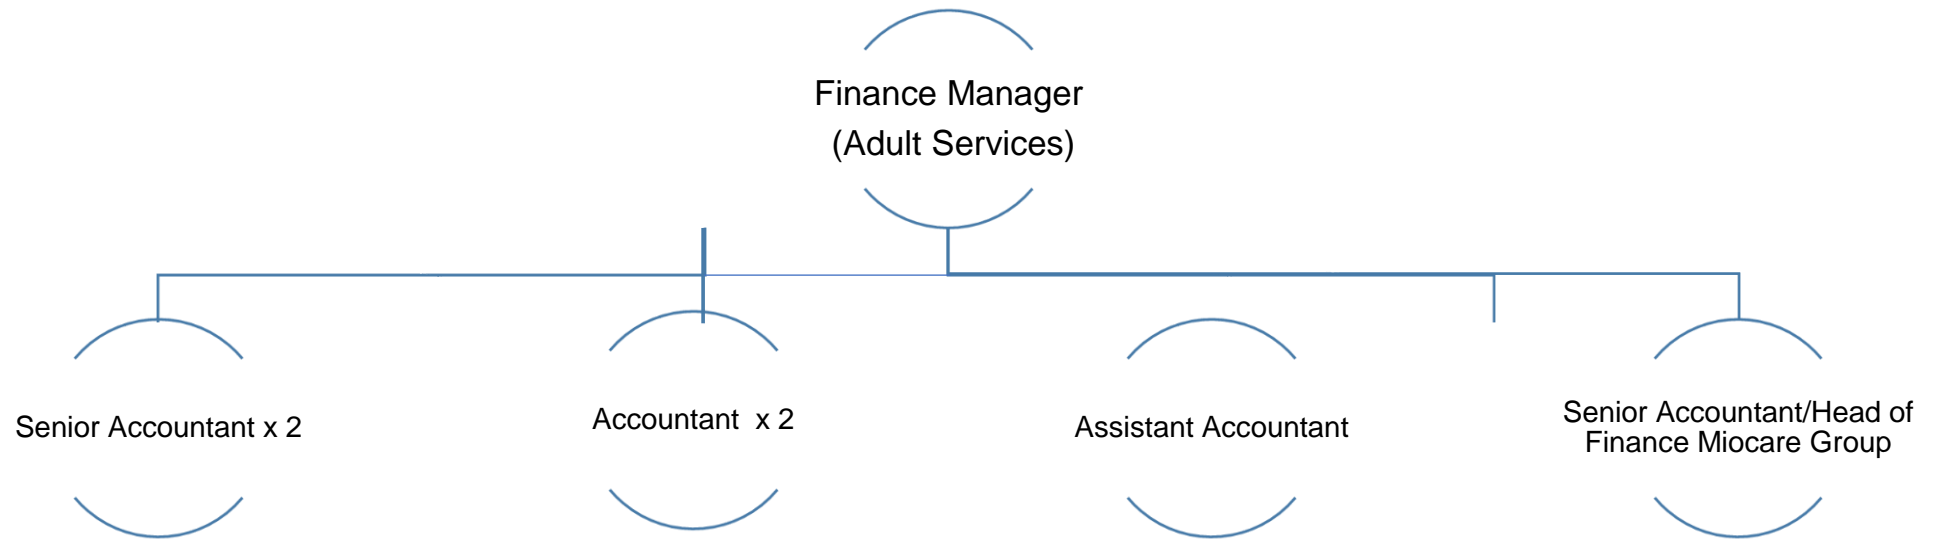 Finance Manager
(Adult Services)
Senior Accountant x 2
Accountant x 2
Assistant Accountant
Senior Accountant/Head of
Finance Miocare Group